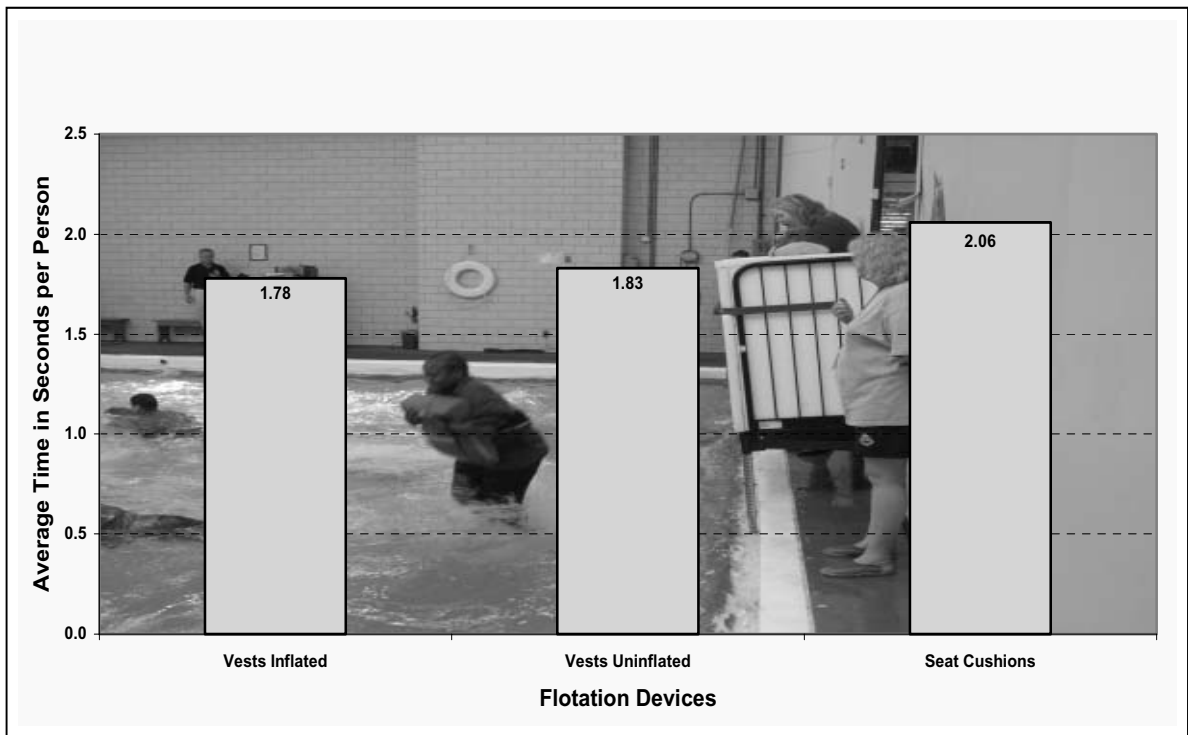 Average Time in Seconds per Person
2.5
2.0
1.5
1.0
0.5
0.0
1.78
1.83
2.06
Vests Inflated
Vests Uninflated
Seat Cushions
Flotation Devices